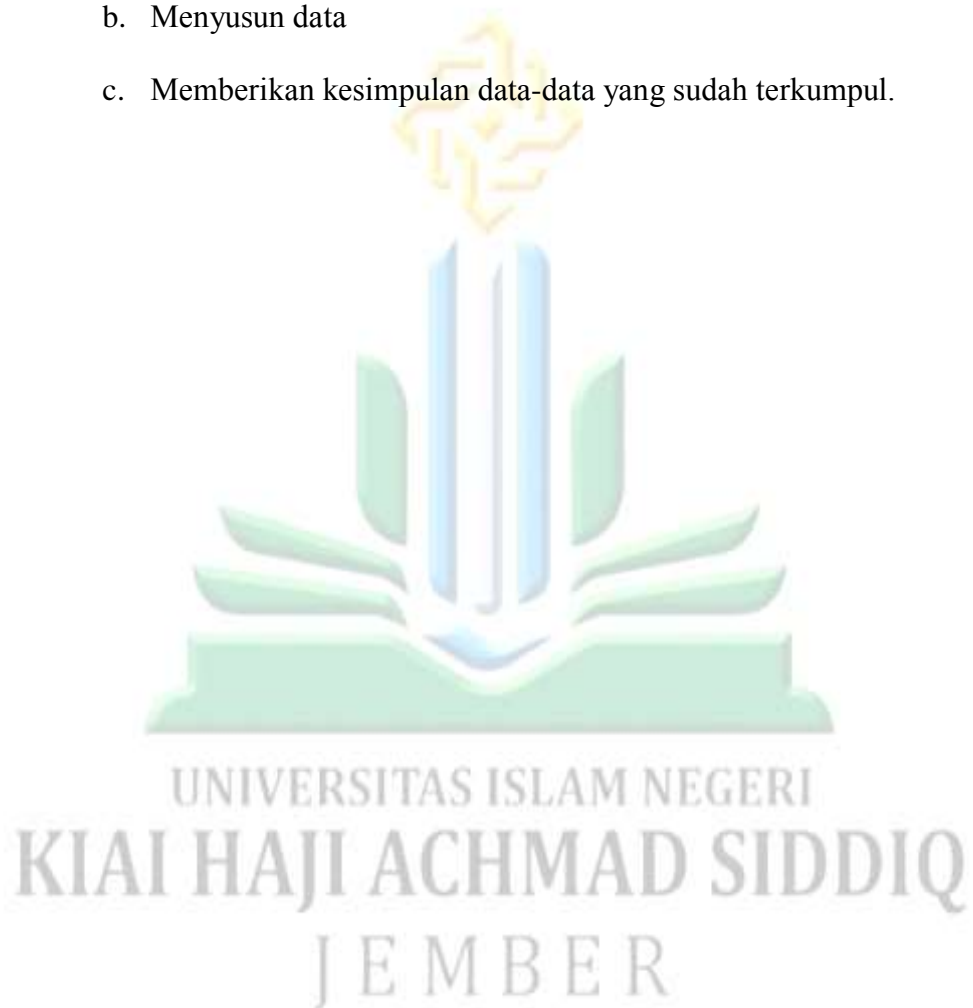 b. Menyusun data
c. Memberikan kesimpulan data-data yang sudah terkumpul.
UNIVERSITAS ISLAM NEGERI
KIAI HAJI ACHMAD SIDDIQ
JEMBER